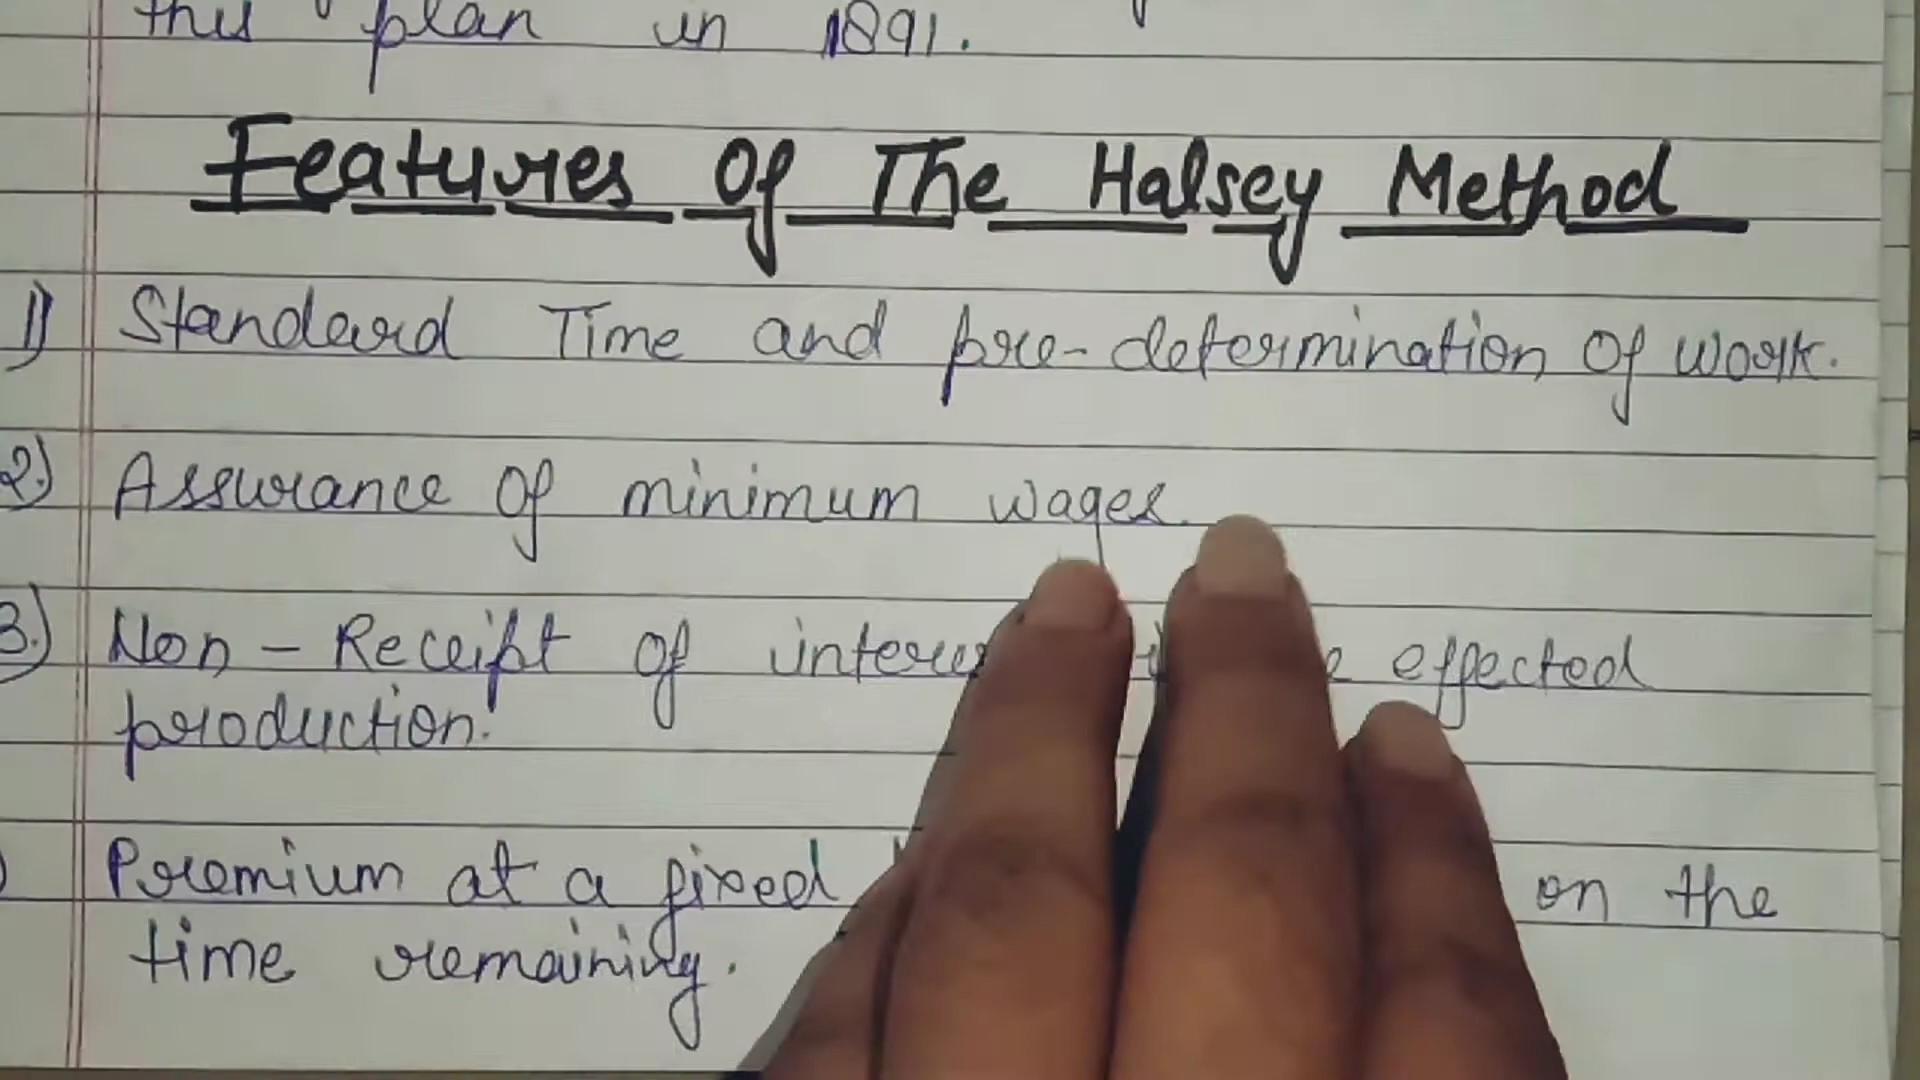 this plan in 1891.
Features Of The Halsey Method
1) Standard Time and pre-determination of work.
2.) Assurance of minimum wages.
3.) Non-Receipt of effected
production.
Premium at a fixed on the
time remaining.